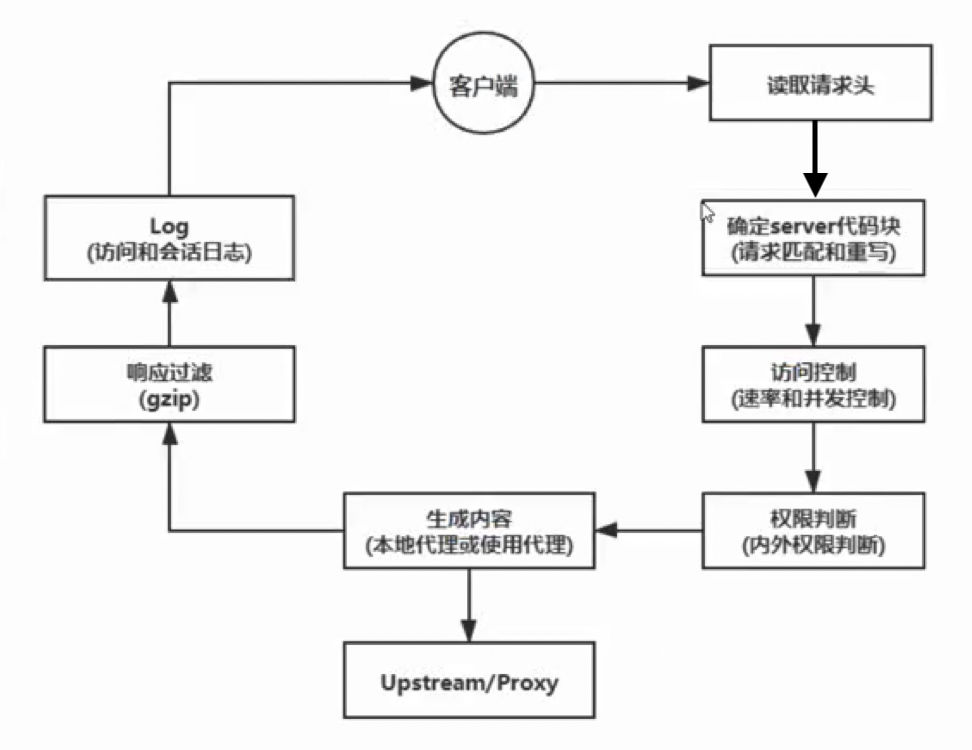 客户端
读取请求头
确定server代码块
(请求匹配和重写)
访问控制
(速率和并发控制)
权限判断
(内外权限判断)
生成内容
(本地代理或使用代理)
Upstream/Proxy
响应过滤
(gzip)
Log
(访问和会话日志)